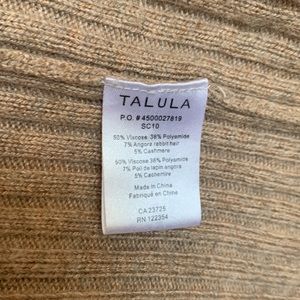 TALULA
P.O. # 4500027819
SC10
50% Viscose 38% Polyamide
7% Angora rabbit hair
5% Cashmere
50% Viscose 38% Polyamide
7% Poil de lapin angora
5% Cachemire
Made in China
Fabriqué en China
CA 23725
RN 122354